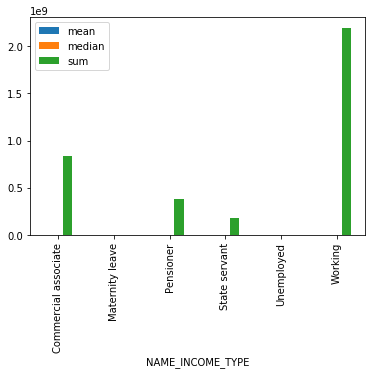 1e9
2.0
1.5
1.0
0.5
0.0
mean
median
sum
Commercial associate
Maternity leave
Pensioner
State servant
Unemployed
Working
NAME_INCOME_TYPE